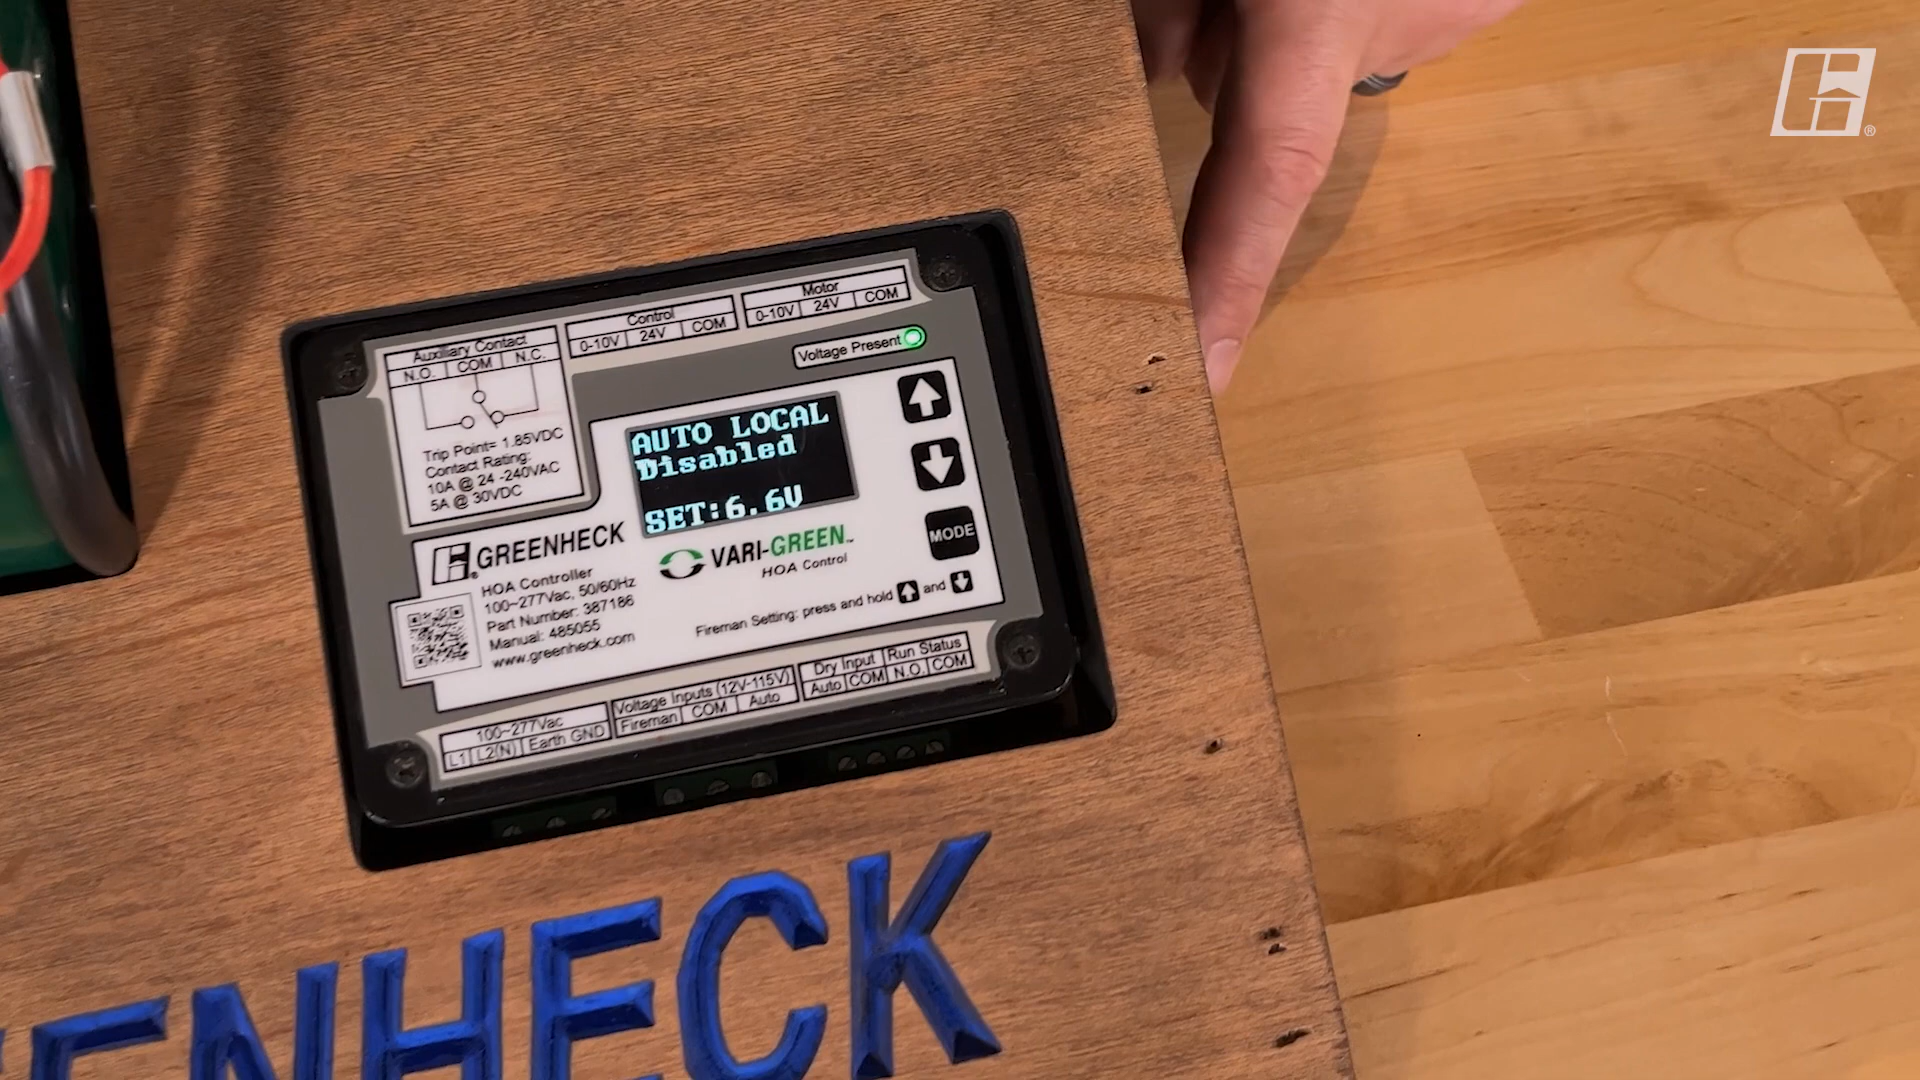 Auxiliary Contact
N.O. COM N.C.
Trip Point= 1.85VDC
Contact Rating:
10A @ 24 -240VAC
5A @ 30VDC
Control
0-10V 24V COM
Motor
0-10V 24V COM
Voltage Present
AUTO LOCAL
Disabled
SET:6.6V
MODE
GREENHECK
VARI-GREEN™
HOA Control
HOA Controller
100~277Vac, 50/60Hz
Part Number: 387186
Manual: 485055
www.greenheck.com
Fireman Setting: press and hold and
100~277Vac
L1 L2(N) Earth GND
Voltage Inputs (12V-115V)
Fireman COM Auto
Dry Input Run Status
Auto COM N.O. COM
ENHECK